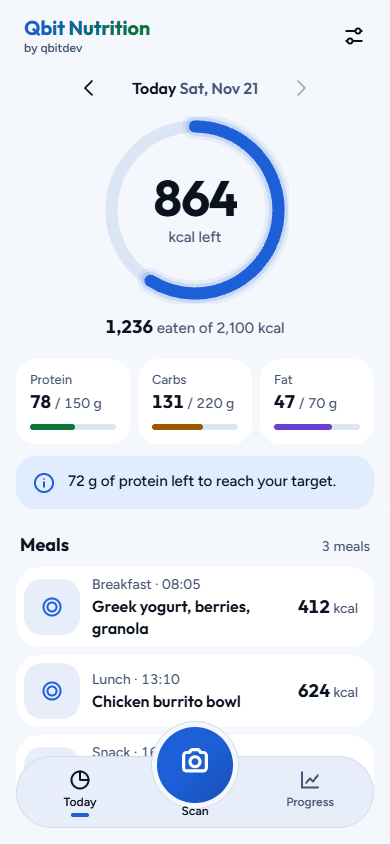 Qbit Nutrition
by qbitdev
Today Sat, Nov 21
864
kcal left
1,236 eaten of 2,100 kcal
Protein
78 / 150 g
Carbs
131 / 220 g
Fat
47 / 70 g
72 g of protein left to reach your target.
Meals
3 meals
Breakfast · 08:05
Greek yogurt, berries,
granola
412 kcal
Lunch · 13:10
Chicken burrito bowl
624 kcal
Snack ·
Today
Scan
Progress